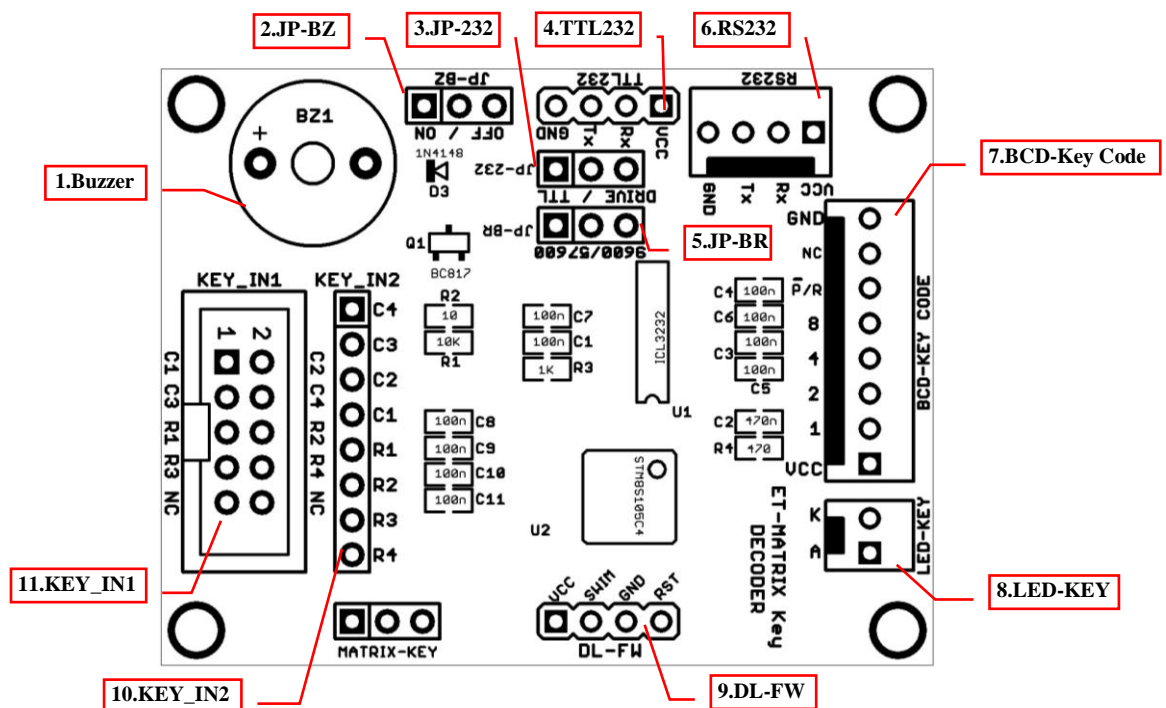 2.JP-BZ
3.JP-232
4.TTL232
6.RS232
JP-BZ
TTL232
RS232
BZ1
+
ON / OFF
GND Tx Rx VCC
1N4148
D3
JP-232
TTL / DRIVE
GND Tx Rx VCC
7.BCD-Key Code
1.Buzzer
JP-BR
9600/57600
5.JP-BR
Q1
BC817
KEY_IN1
KEY_IN2
1 2
C1 C3 R1 R3 NC
C2 C4 R2 R4 NC
C4
C3
C2
C1
R1
R2
R3
R4
R2
10
10K
R1
100n C7
100n C1
1K R3
ICL3232
U1
C4 100n
C6 100n
C3 100n
100n
C5
C2 470n
R4 470
GND
NC
P̅/R
8
4
2
1
VCC
BCD-KEY CODE
100n C8
100n C9
100n C10
100n C11
STM8S105C4
U2
ET-MATRIX Key
DECODER
K
A
LED-KEY
11.KEY_IN1
8.LED-KEY
MATRIX-KEY
VCC SWIM GND RST
DL-FW
10.KEY_IN2
9.DL-FW